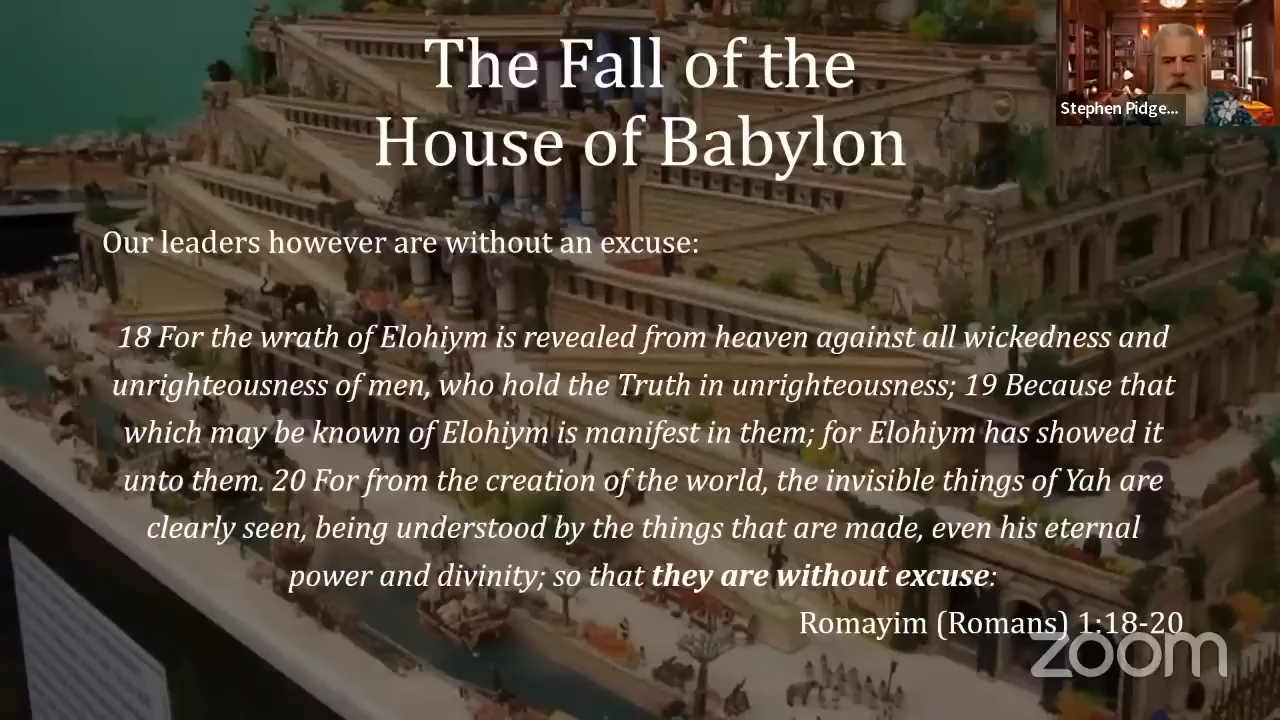 The Fall of the
House of Babylon
Stephen Pidge...
Our leaders however are without an excuse:
18 For the wrath of Elohiym is revealed from heaven against all wickedness and
unrighteousness of men, who hold the Truth in unrighteousness; 19 Because that
which may be known of Elohiym is manifest in them; for Elohiym has showed it
unto them. 20 For from the creation of the world, the invisible things of Yah are
clearly seen, being understood by the things that are made, even his eternal
power and divinity; so that they are without excuse:
Romayim (Romans) 1:18-20
zoom